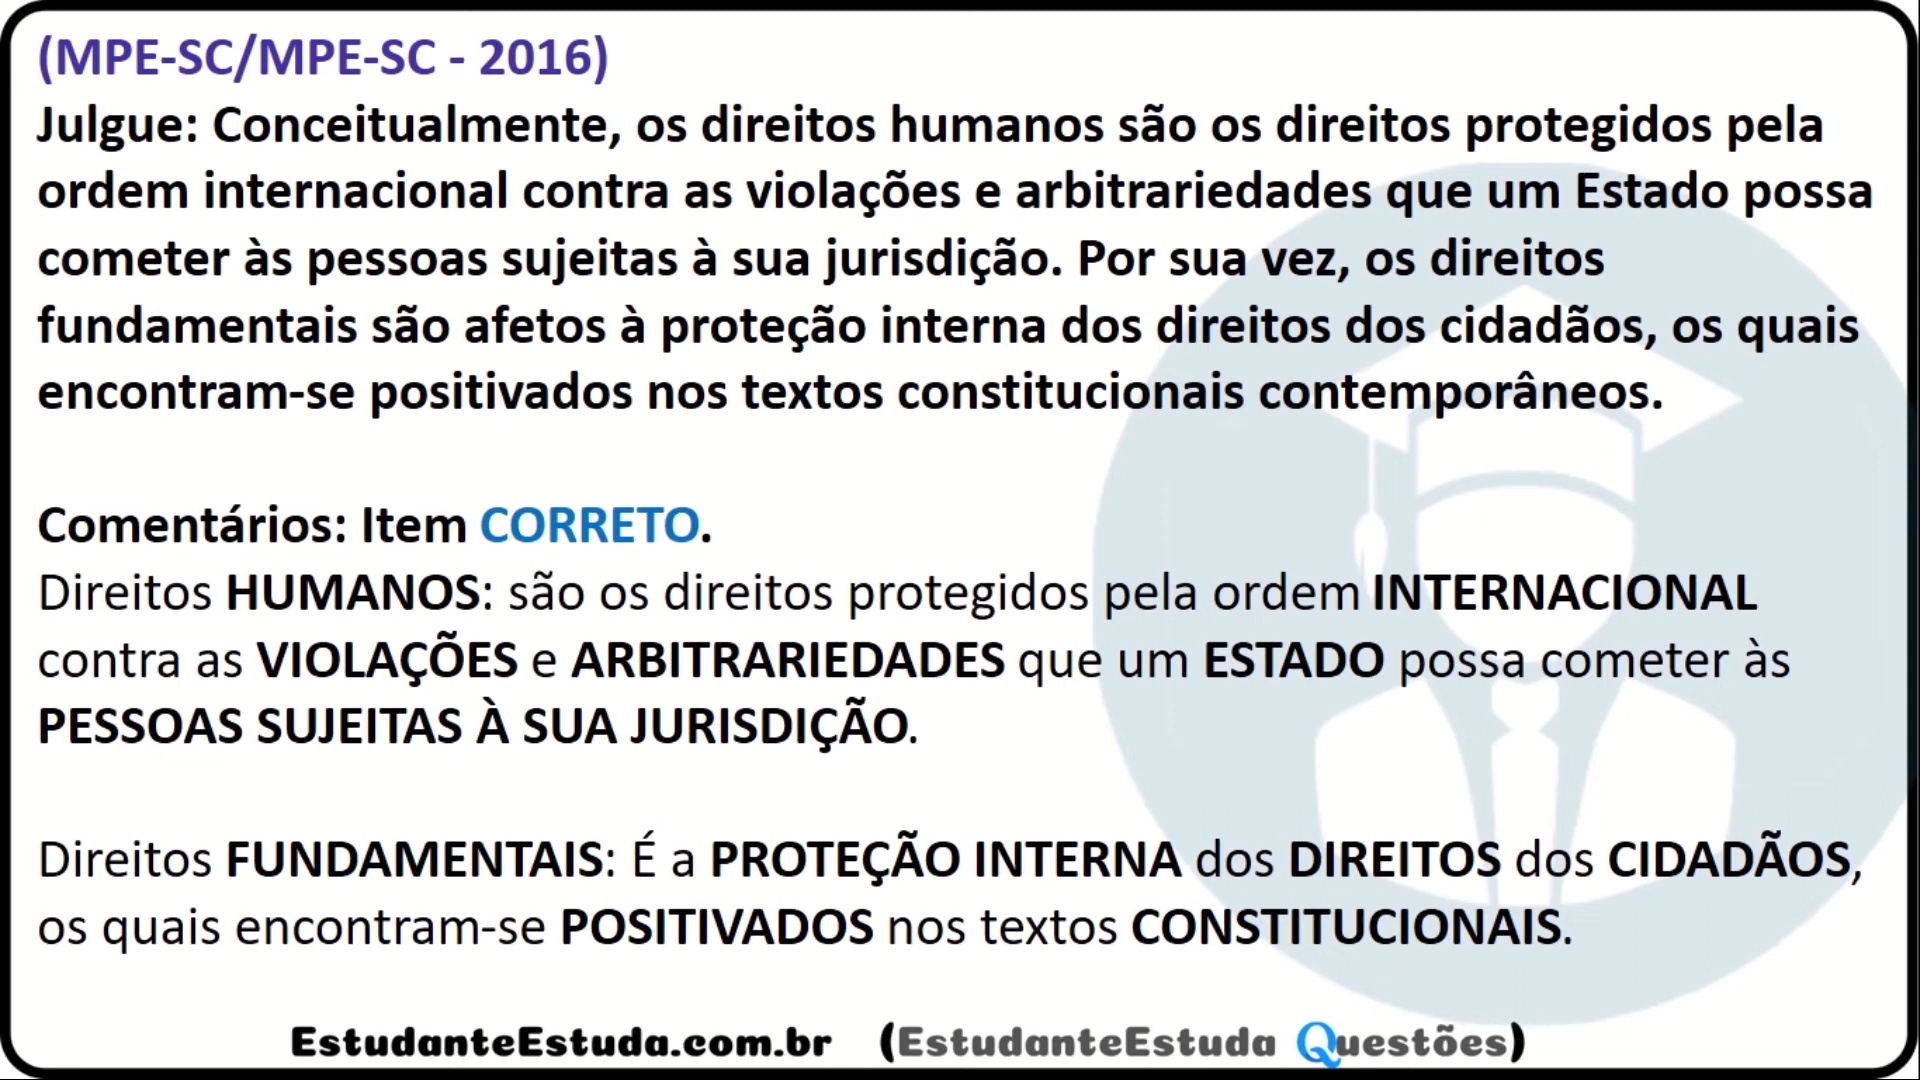 (MPE-SC/MPE-SC - 2016)
Julgue: Conceitualmente, os direitos humanos são os direitos protegidos pela
ordem internacional contra as violações e arbitrariedades que um Estado possa
cometer às pessoas sujeitas à sua jurisdição. Por sua vez, os direitos
fundamentais são afetos à proteção interna dos direitos dos cidadãos, os quais
encontram-se positivados nos textos constitucionais contemporâneos.
Comentários: Item CORRETO.
Direitos HUMANOS: são os direitos protegidos pela ordem INTERNACIONAL
contra as VIOLAÇÕES e ARBITRARIEDADES que um ESTADO possa cometer às
PESSOAS SUJEITAS À SUA JURISDIÇÃO.
Direitos FUNDAMENTAIS: É a PROTEÇÃO INTERNA dos DIREITOS dos CIDADÃOS,
os quais encontram-se POSITIVADOS nos textos CONSTITUCIONAIS.
EstudanteEstuda.com.br (EstudanteEstuda Questões)